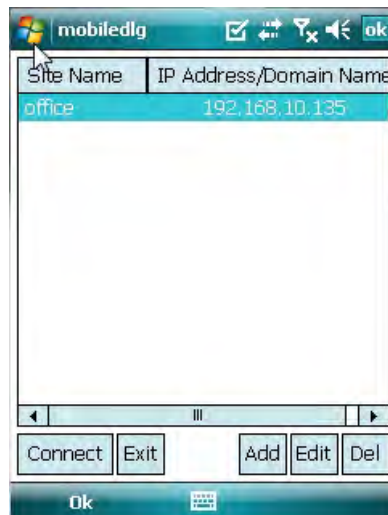 mobiledlg ok
Site Name IP Address/Domain Name
office 192.168.10.135
Connect Exit Add Edit Del
Ok